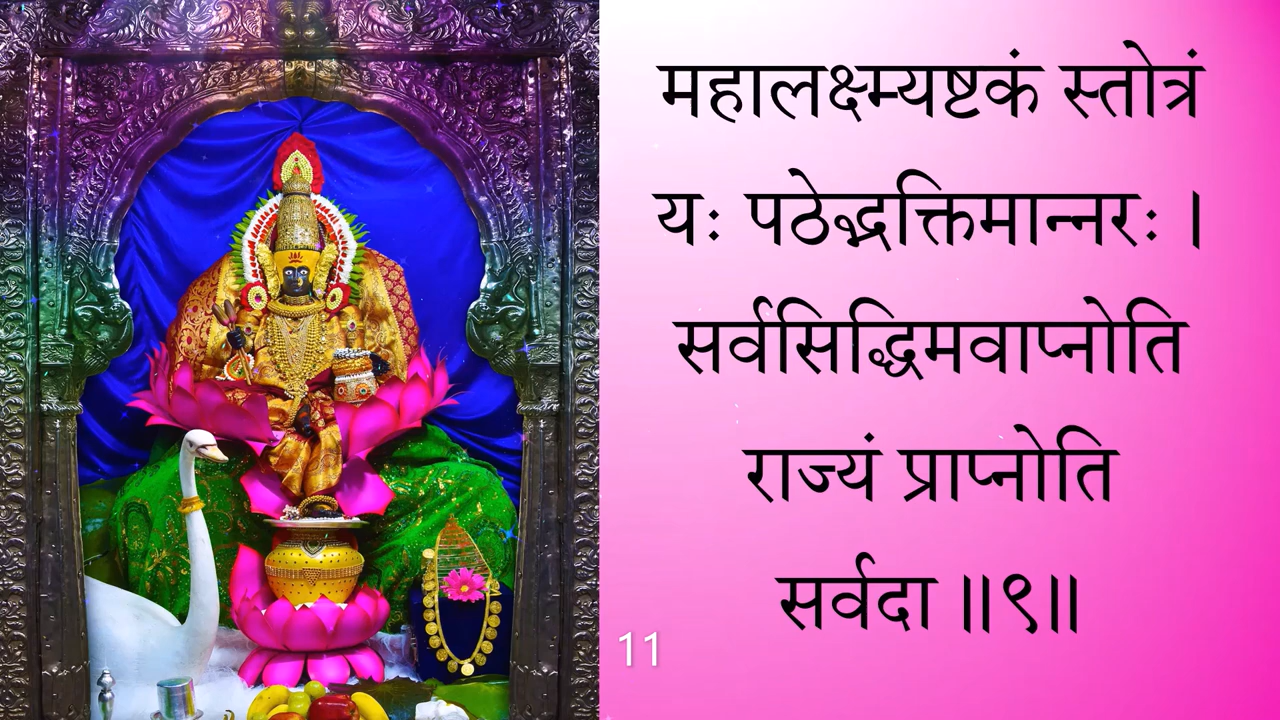 महालक्ष्म्यष्टकं स्तोत्रं
यः पठेद्भक्तिमान्नरः ।
सर्वसिद्धिमवाप्नोति
राज्यं प्राप्नोति
सर्वदा ॥९॥
11